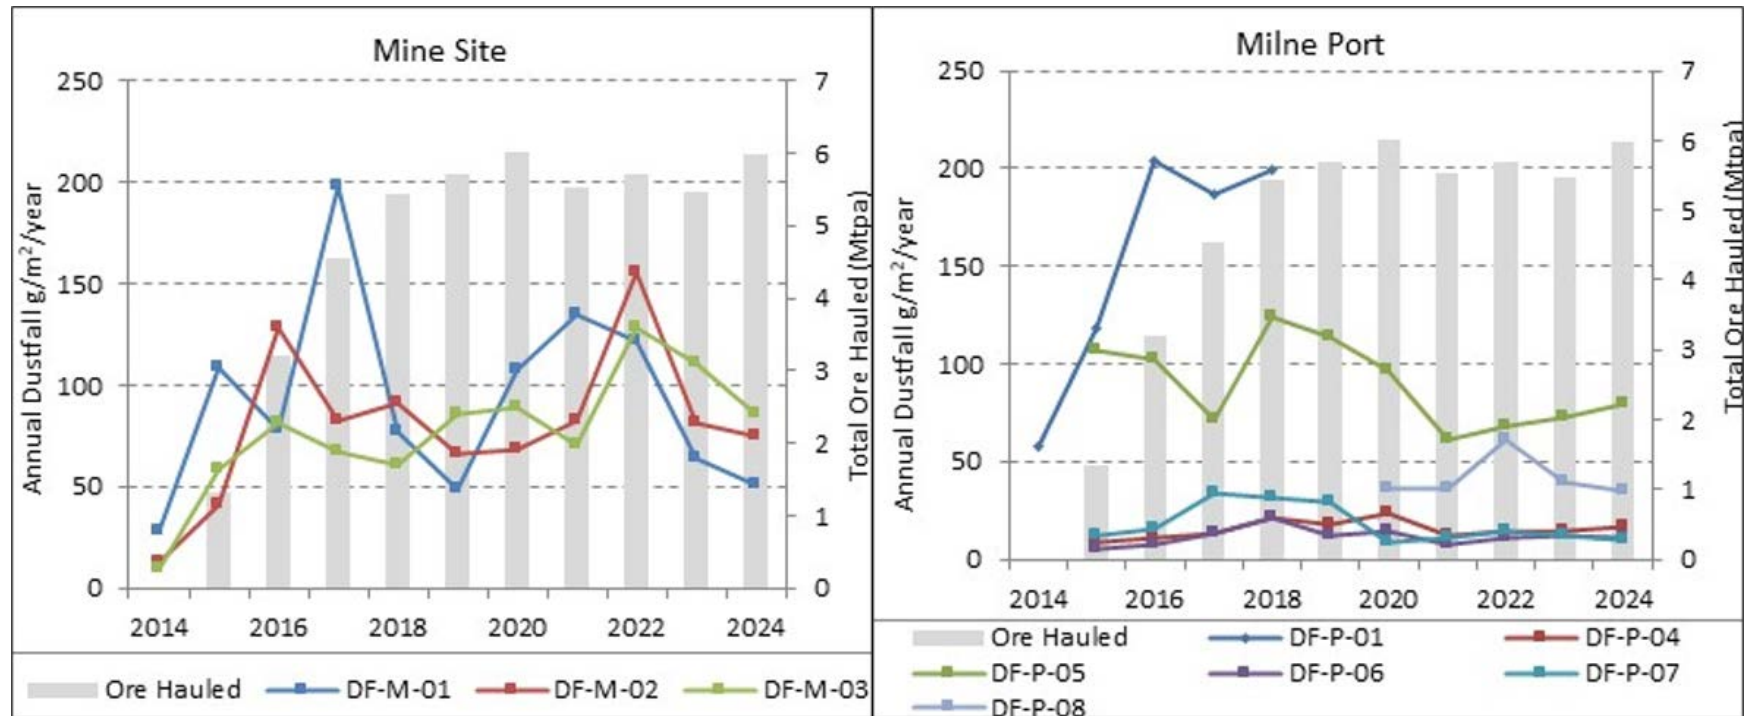 Mine Site
Annual Dustfall g/m²/year
250
200
150
100
50
0
7
6
5
4
3
2
1
0
Total Ore Hauled (Mtpa)
2014 2016 2018 2020 2022 2024
Ore Hauled DF-M-01 DF-M-02 DF-M-03
Milne Port
Annual Dustfall g/m²/year
250
200
150
100
50
0
7
6
5
4
3
2
1
0
Total Ore Hauled (Mtpa)
2014 2016 2018 2020 2022 2024
Ore Hauled DF-P-01 DF-P-04
DF-P-05 DF-P-06 DF-P-07
DF-P-08